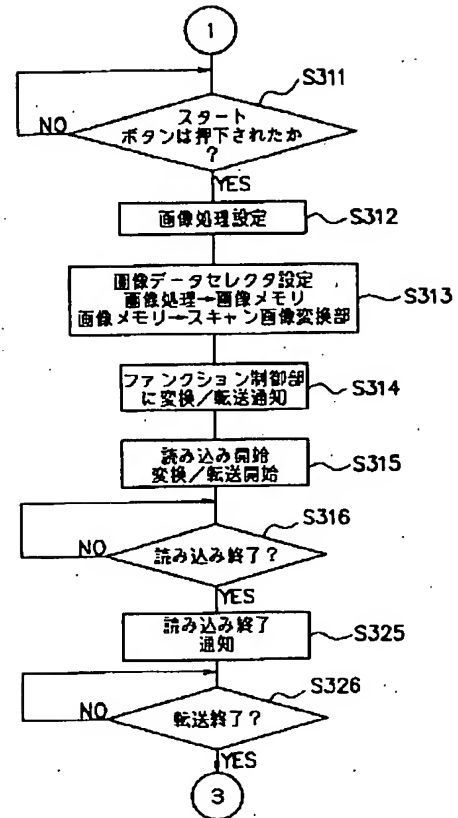 1
S311
スタート
ボタンは押下されたか
?
NO
YES
画像処理設定
S312
画像データセレクタ設定
画像処理→画像メモリ
画像メモリ→スキャン画像変換部
S313
ファンクション制御部
に変換/転送通知
S314
読み込み開始
変換/転送開始
S315
S316
読み込み終了?
NO
YES
読み込み終了
通知
S325
S326
転送終了?
NO
YES
3